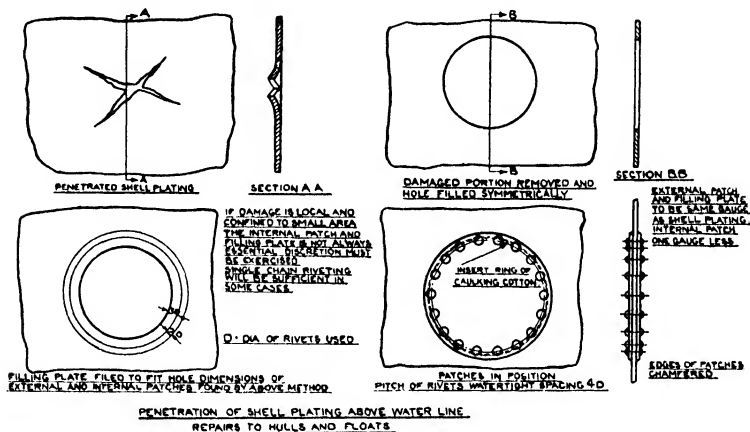 A
A
PENETRATED SHELL PLATING
SECTION A A
B
B
DAMAGED PORTION REMOVED AND
HOLE FILLED SYMMETRICALLY
SECTION B.B
IF DAMAGE IS LOCAL AND
CONFINED TO SMALL AREA
THE INTERNAL PATCH AND
FILLING PLATE IS NOT ALWAYS
ESSENTIAL DISCRETION MUST
BE EXERCISED
SINGLE CHAIN RIVETING
WILL BE SUFFICIENT IN
SOME CASES
D = DIA OF RIVETS USED
FILLING PLATE FILED TO FIT HOLE DIMENSIONS OF
EXTERNAL AND INTERNAL PATCHES FOUND BY ABOVE METHOD
INSERT RING OF
CAULKING COTTON
PATCHES IN POSITION
PITCH OF RIVETS WATERTIGHT SPACING 4D
EXTERNAL PATCH
AND FILLING PLATE
TO BE SAME GAUGE
AS SHELL PLATING
INTERNAL PATCH
ONE GAUGE LESS
EDGES OF PATCHES
CHAMFERED
PENETRATION OF SHELL PLATING ABOVE WATER LINE
REPAIRS TO HULLS AND FLOATS